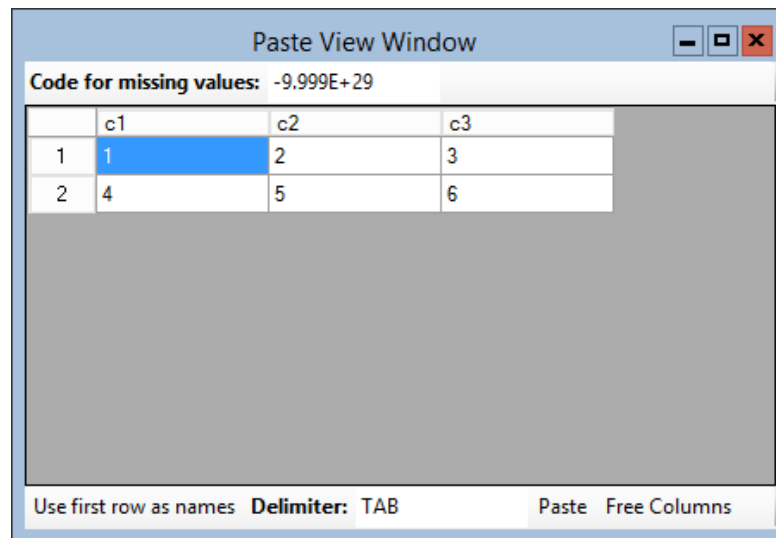 Paste View Window
Code for missing values: -9.999E+29
c1 c2 c3
1 1 2 3
2 4 5 6
Use first row as names Delimiter: TAB Paste Free Columns